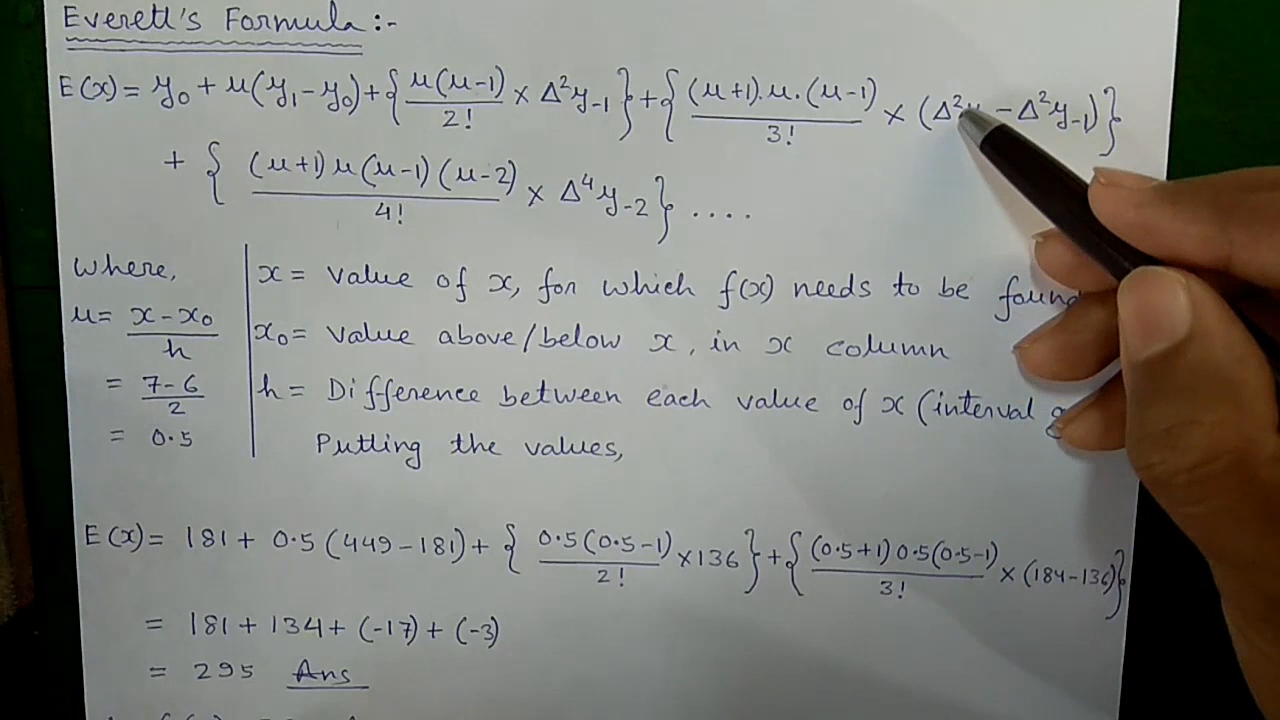 Everett's Formula :-
E(x) = y₀ + u(y₁ - y₀) + {u(u-1)/2! × Δ²y₋₁} + {(u+1).u.(u-1)/3! × (Δ² - Δ²y₋₁)}
+ {(u+1)u(u-1)(u-2)/4! × Δ⁴y₋₂} ....
where,
u = x - x₀/h
= 7-6/2
= 0.5
x = value of x, for which f(x) needs to be found
x₀ = value above/below x, in x column
h = Difference between each value of x (interval
Putting the values,
E(x) = 181 + 0.5(449-181) + {0.5(0.5-1)/2! × 136} + {(0.5+1)0.5(0.5-1)/3! × (184-136)}
= 181 + 134 + (-17) + (-3)
= 295 Ans